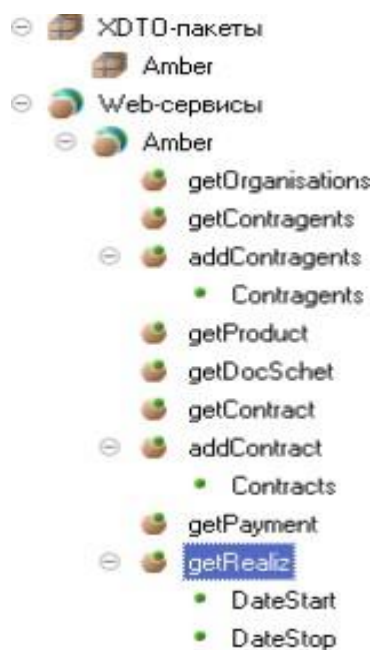 XDTO-пакеты
Amber
Web-сервисы
Amber
getOrganisations
getContragents
addContragents
Contragents
getProduct
getDocSchet
getContract
addContract
Contracts
getPayment
getRealiz
DateStart
DateStop